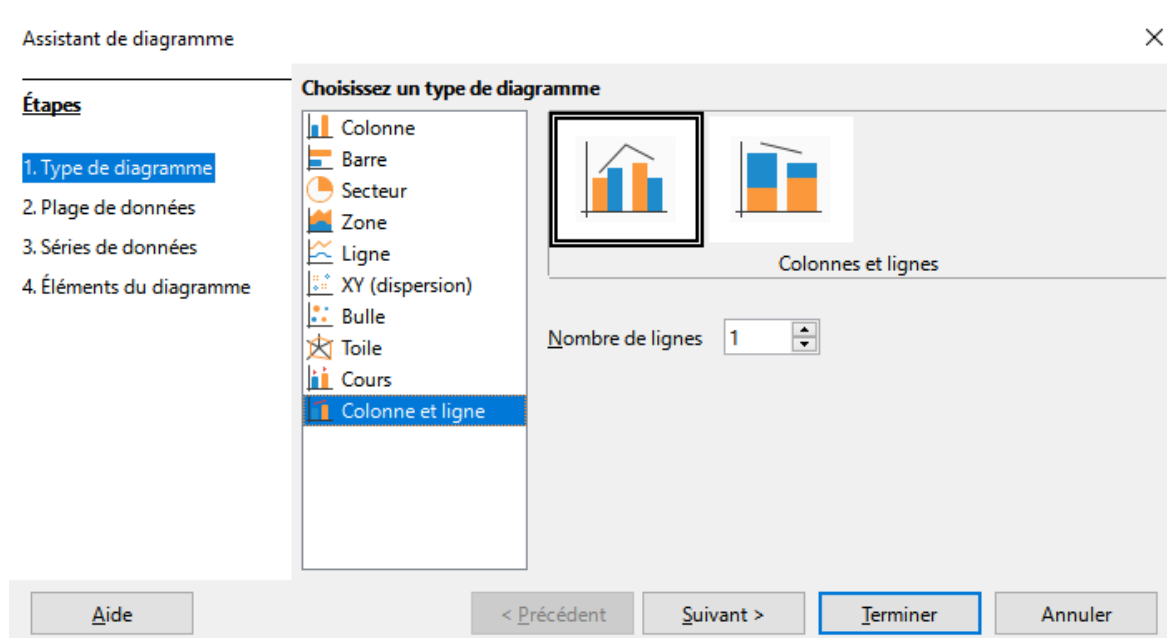 Assistant de diagramme
Étapes
1. Type de diagramme
2. Plage de données
3. Séries de données
4. Éléments du diagramme
Choisissez un type de diagramme
Colonne
Barre
Secteur
Zone
Ligne
XY (dispersion)
Bulle
Toile
Cours
Colonne et ligne
Colonnes et lignes
Nombre de lignes 1
Aide
< Précédent
Suivant >
Terminer
Annuler